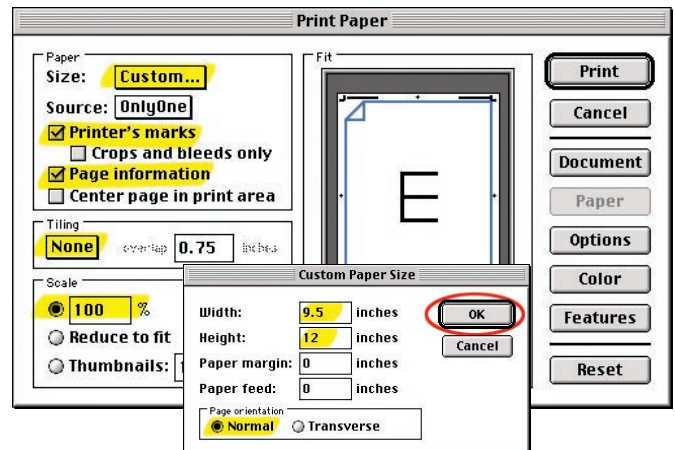 Print Paper
Paper
Size: Custom...
Source: OnlyOne
Printer's marks
Crops and bleeds only
Page information
Center page in print area
Tiling
None overlap 0.75 inches
Scale
100 %
Reduce to fit
Thumbnails:
Fit
E
Print
Cancel
Document
Paper
Options
Color
Features
Reset
Custom Paper Size
Width: 9.5 inches
Height: 12 inches
Paper margin: 0 inches
Paper feed: 0 inches
OK
Cancel
Page orientation
Normal Transverse